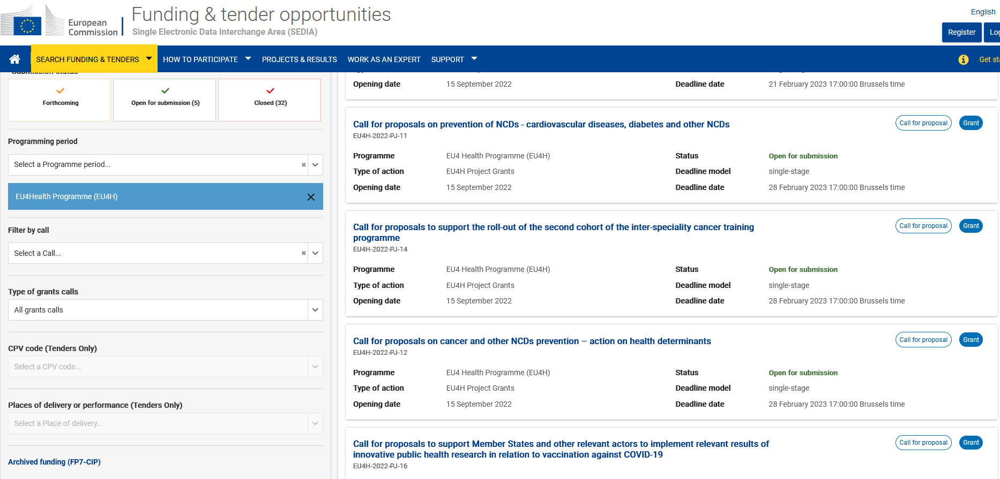 European
Commission
Funding & tender opportunities
Single Electronic Data Interchange Area (SEDIA)
English
Register
SEARCH FUNDING & TENDERS
HOW TO PARTICIPATE
PROJECTS & RESULTS
WORK AS AN EXPERT
SUPPORT
Get
Submission status
Forthcoming
Open for submission (5)
Closed (32)
Programming period
Select a Programme period...
EU4Health Programme (EU4H)
Filter by call
Select a Call...
Type of grants calls
All grants calls
CPV code (Tenders Only)
Select a CPV code...
Places of delivery or performance (Tenders Only)
Select a Place of delivery...
Archived funding (FP7-CIP)
Opening date 15 September 2022 Deadline date 21 February 2023 17:00:00 Brussels time
Call for proposals on prevention of NCDs - cardiovascular diseases, diabetes and other NCDs
Call for proposal Grant
EU4H-2022-PJ-11
Programme EU4 Health Programme (EU4H) Status Open for submission
Type of action EU4H Project Grants Deadline model single-stage
Opening date 15 September 2022 Deadline date 28 February 2023 17:00:00 Brussels time
Call for proposals to support the roll-out of the second cohort of the inter-speciality cancer training
programme
Call for proposal Grant
EU4H-2022-PJ-14
Programme EU4 Health Programme (EU4H) Status Open for submission
Type of action EU4H Project Grants Deadline model single-stage
Opening date 15 September 2022 Deadline date 28 February 2023 17:00:00 Brussels time
Call for proposals on cancer and other NCDs prevention – action on health determinants
Call for proposal Grant
EU4H-2022-PJ-12
Programme EU4 Health Programme (EU4H) Status Open for submission
Type of action EU4H Project Grants Deadline model single-stage
Opening date 15 September 2022 Deadline date 28 February 2023 17:00:00 Brussels time
Call for proposals to support Member States and other relevant actors to implement relevant results of
innovative public health research in relation to vaccination against COVID-19
Call for proposal Grant
EU4H-2022-PJ-16